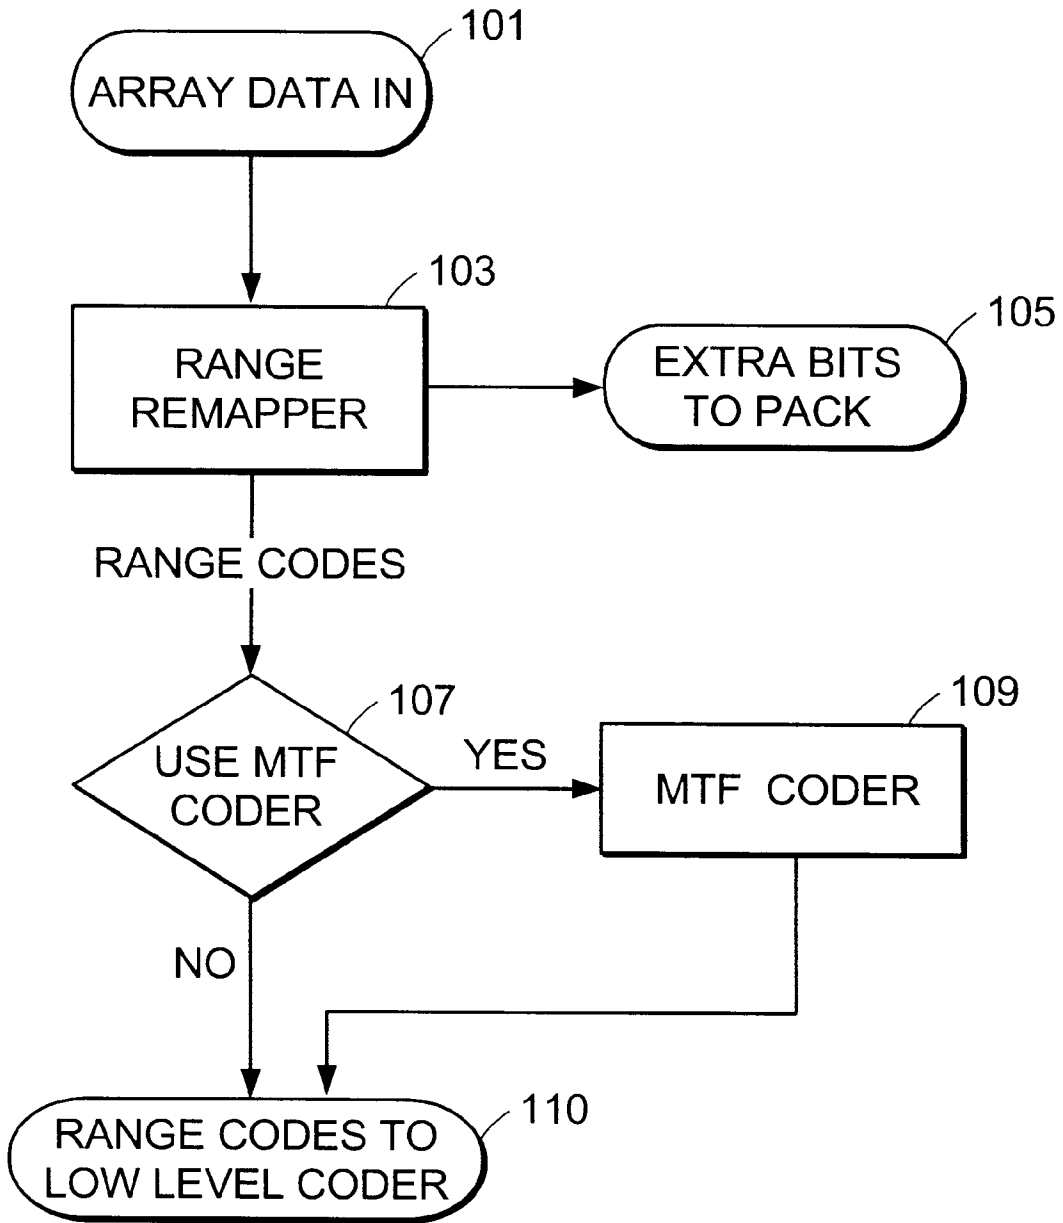 101
ARRAY DATA IN
103
RANGE
REMAPPER
105
EXTRA BITS
TO PACK
RANGE CODES
107
USE MTF
CODER
YES
109
MTF CODER
NO
110
RANGE CODES TO
LOW LEVEL CODER